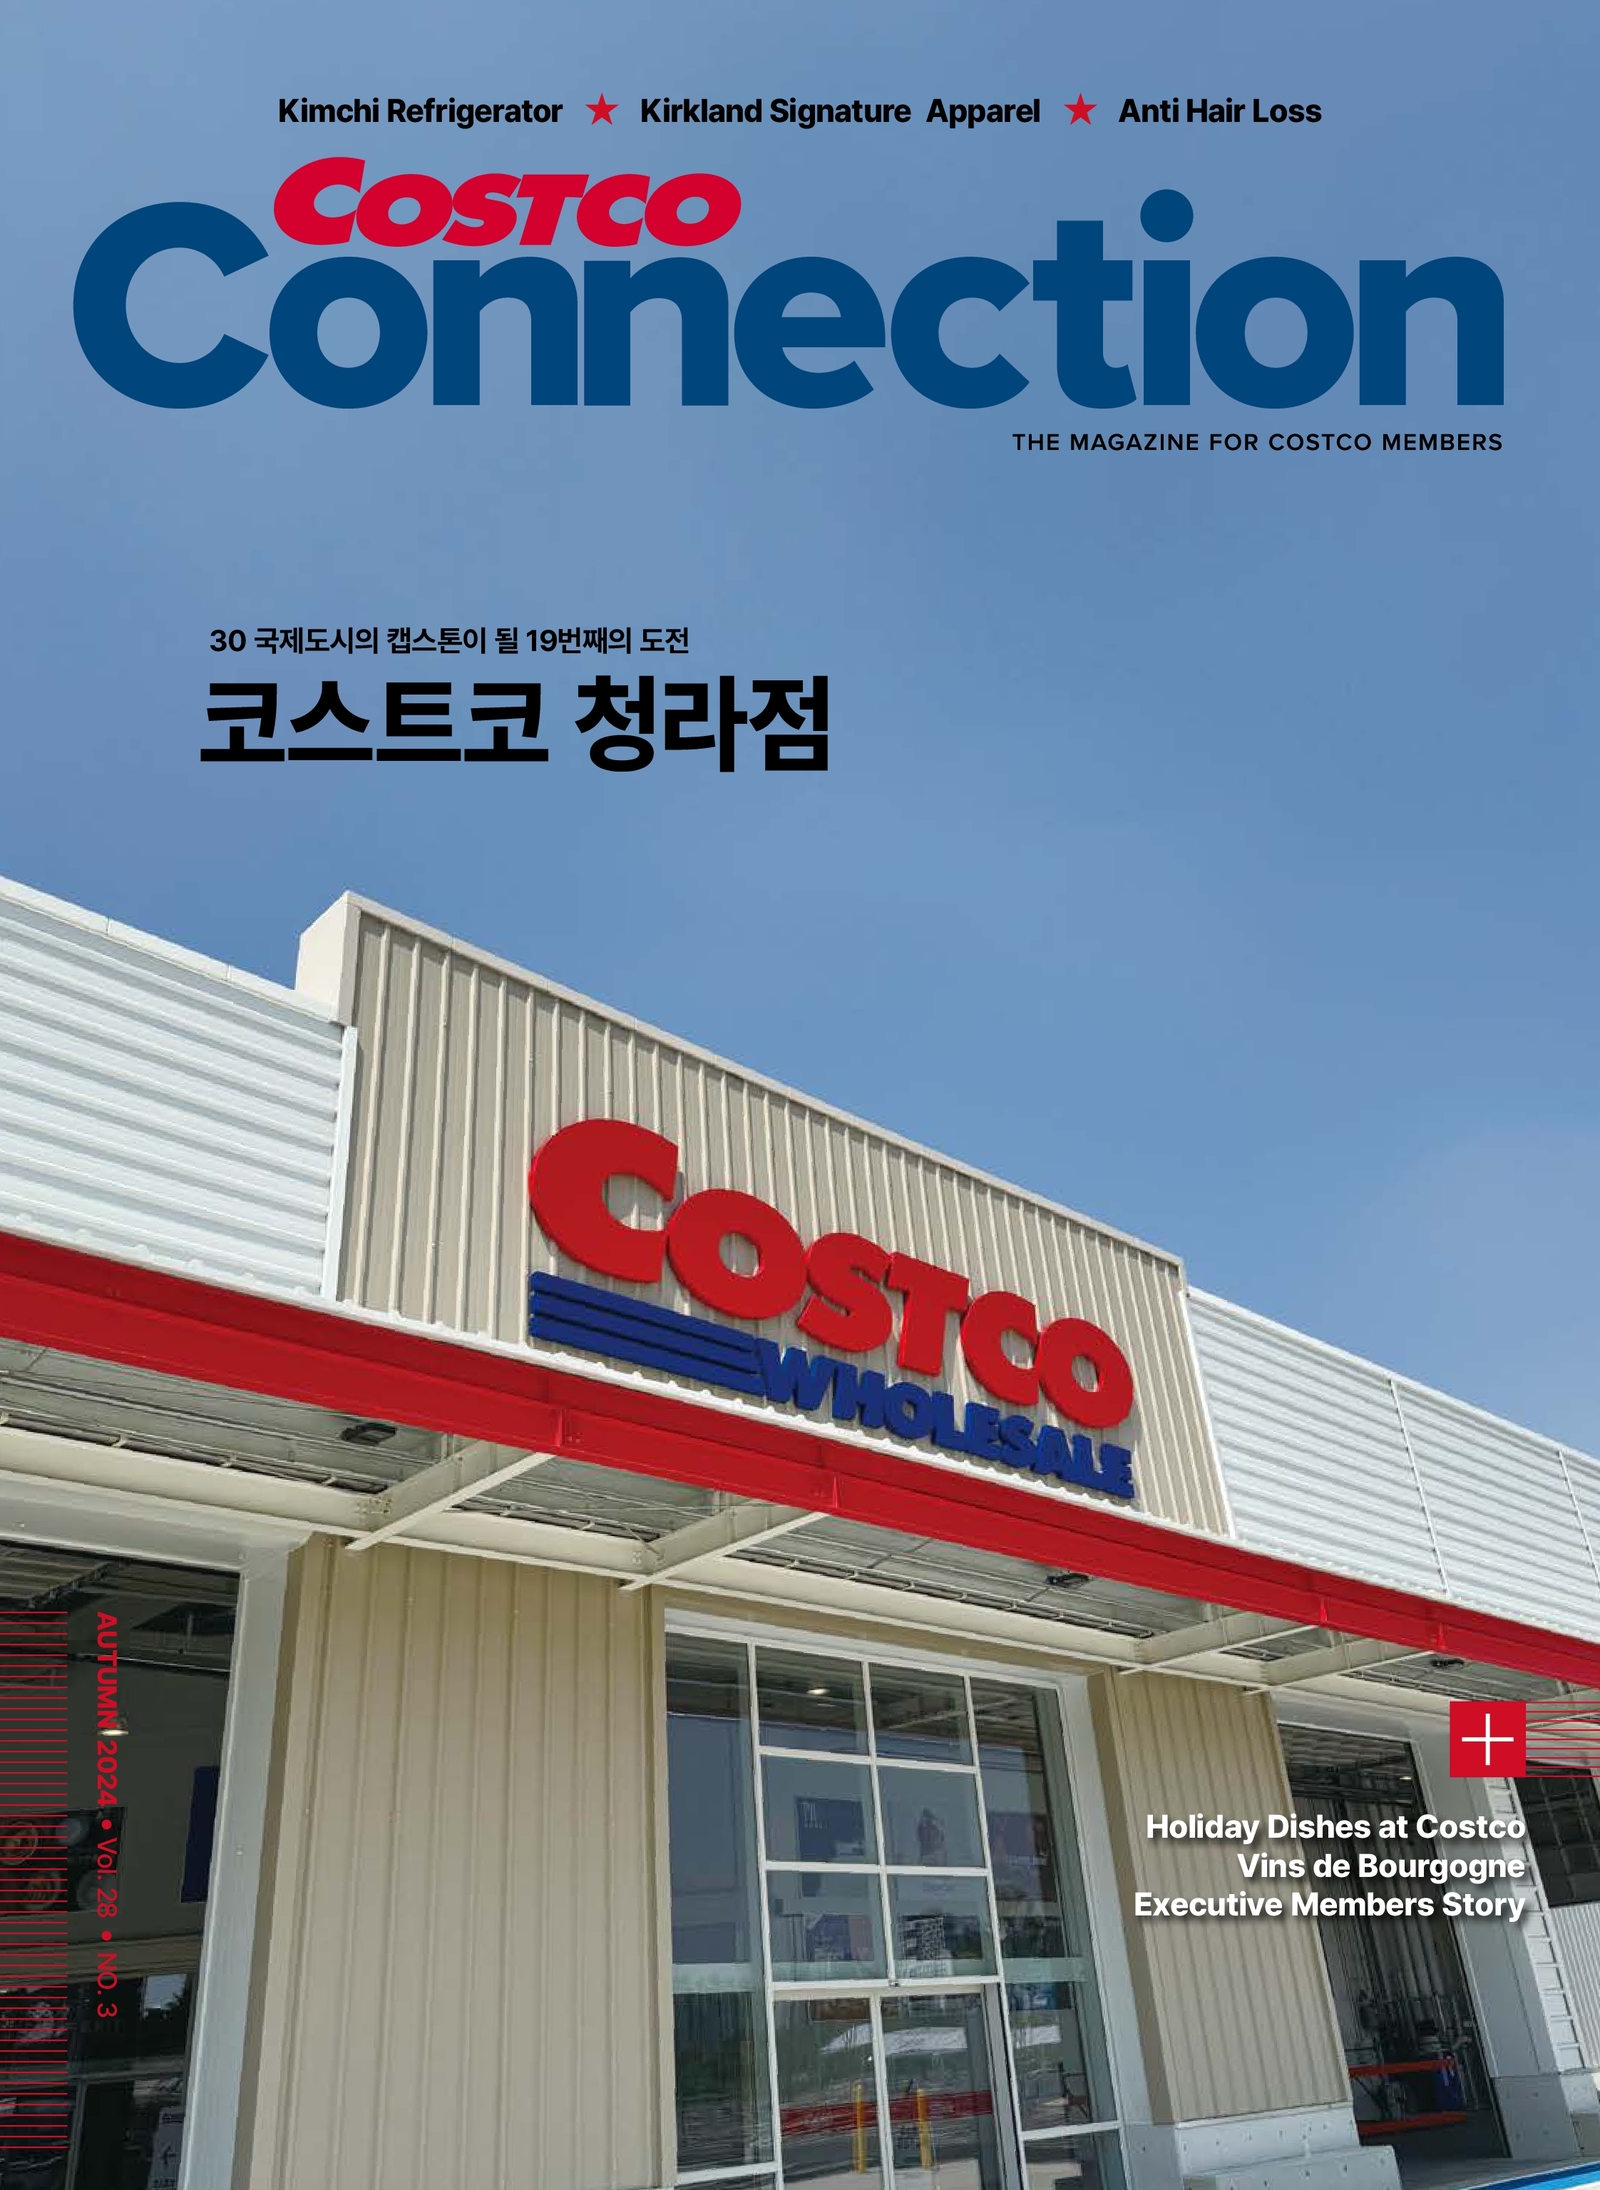 Kimchi Refrigerator ★ Kirkland Signature Apparel ★ Anti Hair Loss
COSTCO
Connection
THE MAGAZINE FOR COSTCO MEMBERS
30 국제도시의 캡스톤이 될 19번째의 도전
코스트코 청라점
COSTCO
WHOLESALE
AUTUMN 2024 • Vol. 28 • NO. 3
Holiday Dishes at Costco
Vins de Bourgogne
Executive Members Story